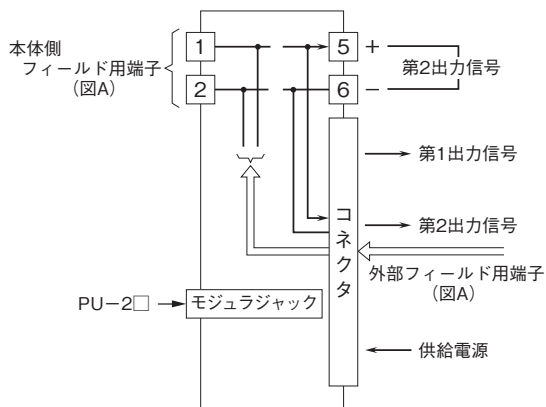 本体側
フィールド用端子
(図A)
1
2
5 +
6 −
第2出力信号
第1出力信号
第2出力信号
コネクタ
外部フィールド用端子
(図A)
PU−2□
モジュラジャック
供給電源